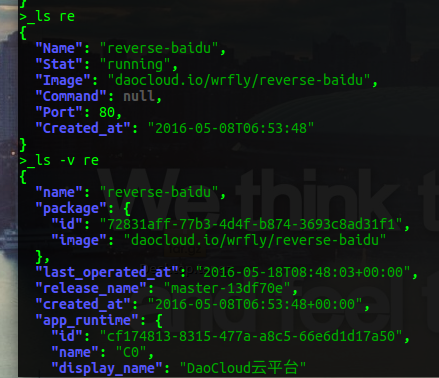 }
>_ls re
{
  "Name": "reverse-baidu",
  "Stat": "running",
  "Image": "daocloud.io/wrfly/reverse-baidu",
  "Command": null,
  "Port": 80,
  "Created_at": "2016-05-08T06:53:48"
}
>_ls -v re
{
  "name": "reverse-baidu",
  "package": {
    "id": "72831aff-77b3-4d4f-b874-3693c8ad31f1",
    "image": "daocloud.io/wrfly/reverse-baidu"
  },
  "last_operated_at": "2016-05-18T08:48:03+00:00",
  "release_name": "master-13df70e",
  "created_at": "2016-05-08T06:53:48+00:00",
  "app_runtime": {
    "id": "cf174813-8315-477a-a8c5-66e6d1d17a50",
    "name": "C0",
    "display_name": "DaoCloud云平台"
We think t